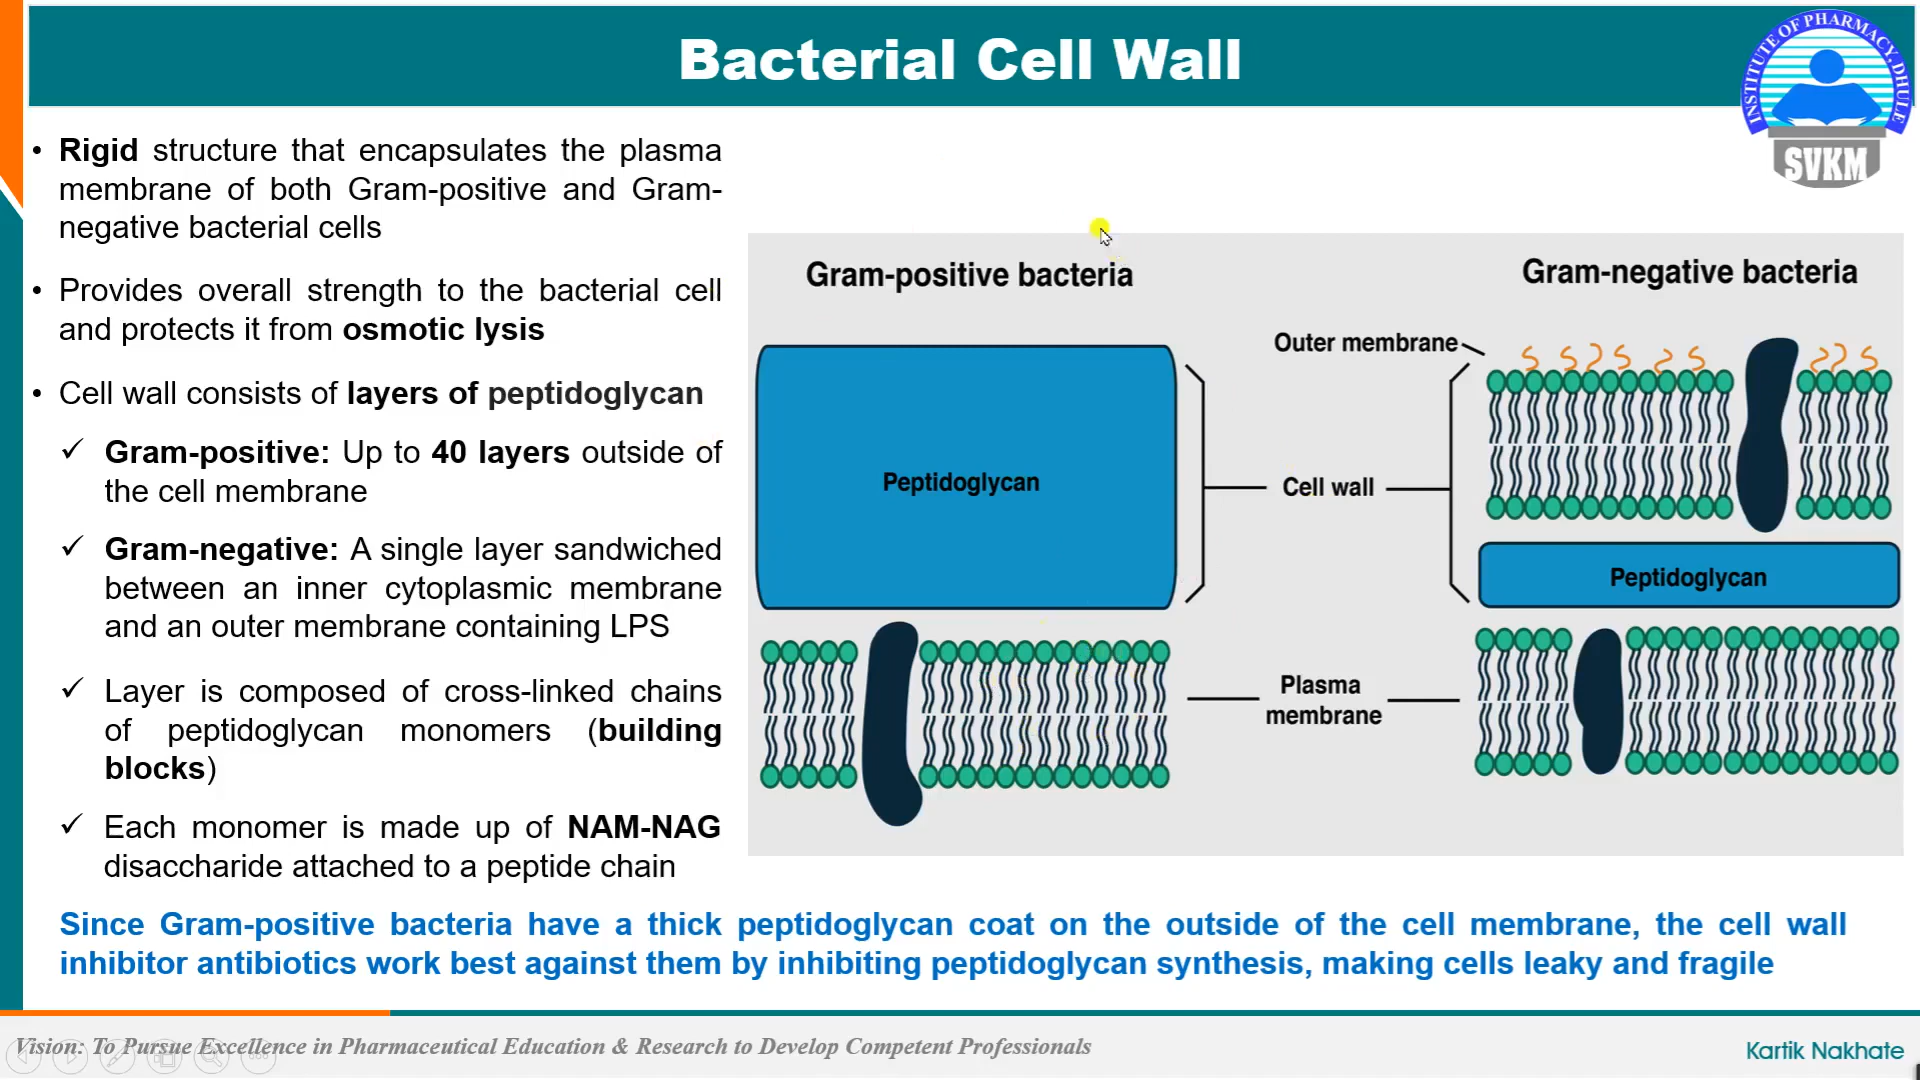 Bacterial Cell Wall
INSTITUTE OF PHARMACY, DHULE
SVKM
• Rigid structure that encapsulates the plasma
membrane of both Gram-positive and Gram-
negative bacterial cells
• Provides overall strength to the bacterial cell
and protects it from osmotic lysis
• Cell wall consists of layers of peptidoglycan
✓ Gram-positive: Up to 40 layers outside of
the cell membrane
✓ Gram-negative: A single layer sandwiched
between an inner cytoplasmic membrane
and an outer membrane containing LPS
✓ Layer is composed of cross-linked chains
of peptidoglycan monomers (building
blocks)
✓ Each monomer is made up of NAM-NAG
disaccharide attached to a peptide chain
Gram-positive bacteria
Gram-negative bacteria
Outer membrane
Peptidoglycan
Cell wall
Peptidoglycan
Plasma
membrane
Since Gram-positive bacteria have a thick peptidoglycan coat on the outside of the cell membrane, the cell wall
inhibitor antibiotics work best against them by inhibiting peptidoglycan synthesis, making cells leaky and fragile
Vision: To Pursue Excellence in Pharmaceutical Education & Research to Develop Competent Professionals
Kartik Nakhate